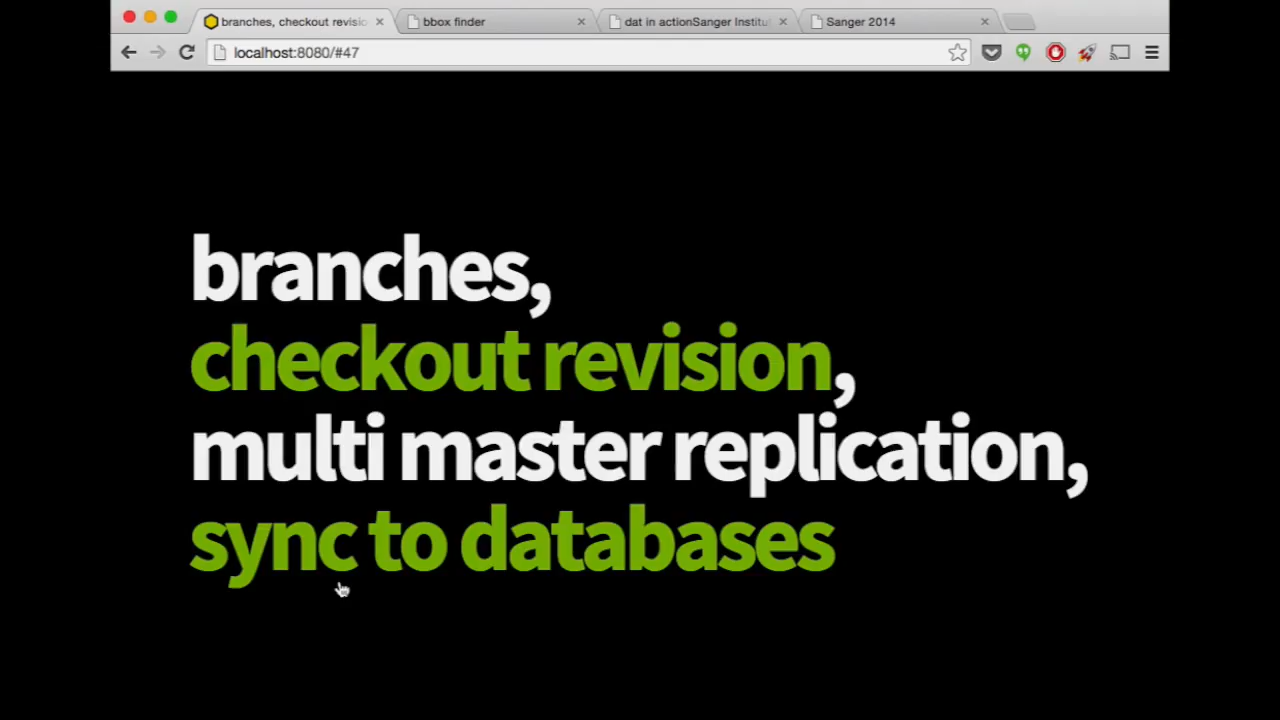 branches, checkout revisio
bbox finder
dat in actionSanger Institu
Sanger 2014
localhost:8080/#47
branches,
checkout revision,
multi master replication,
sync to databases